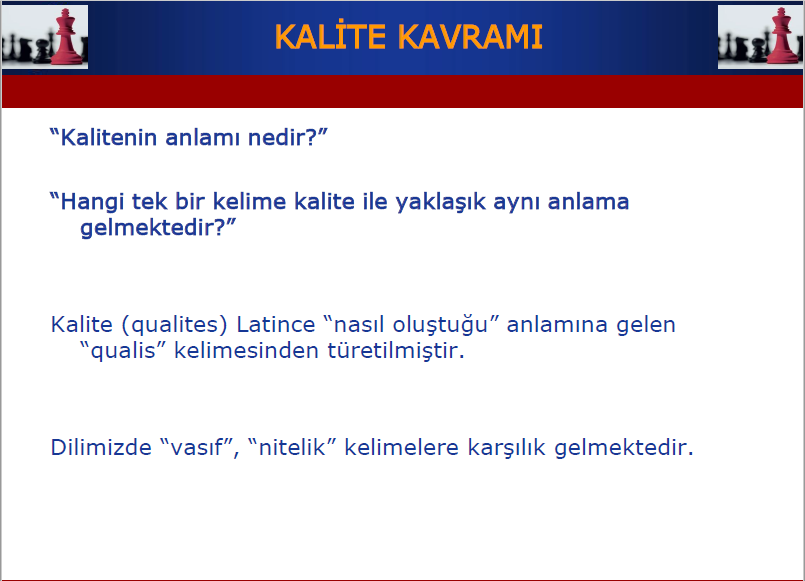 KALİTE KAVRAMI
“Kalitenin anlamı nedir?”
“Hangi tek bir kelime kalite ile yaklaşık aynı anlama
gelmektedir?”
Kalite (qualites) Latince “nasıl oluştuğu” anlamına gelen
“qualis” kelimesinden türetilmiştir.
Dilimizde “vasıf”, “nitelik” kelimelere karşılık gelmektedir.